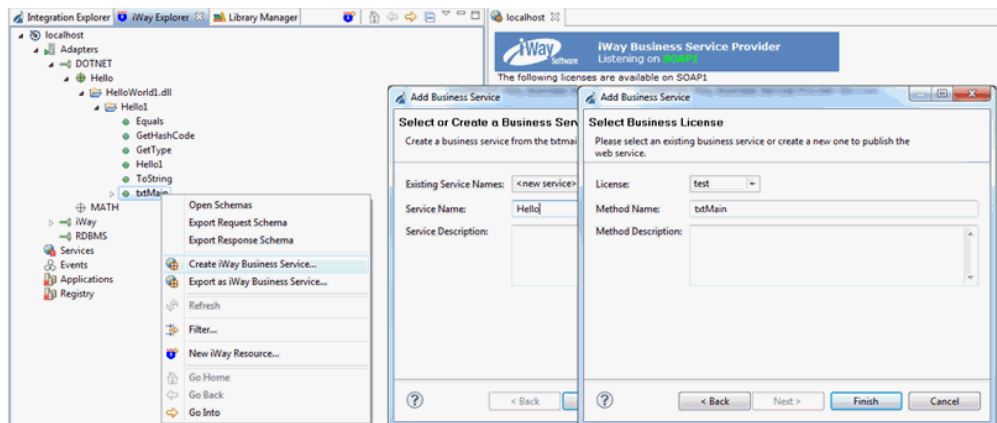 Integration Explorer iWay Explorer Library Manager
localhost
Adapters
DOTNET
Hello
HelloWorld1.dll
Hello1
Equals
GetHashCode
GetType
Hello1
ToString
txtMain
MATH
iWay
RDBMS
Services
Events
Applications
Registry
Open Schemas
Export Request Schema
Export Response Schema
Create iWay Business Service...
Export as iWay Business Service...
Refresh
Filter...
New iWay Resource...
Go Home
Go Back
Go Into
localhost
iWay Software
iWay Business Service Provider
Listening on SOAP1
The following licenses are available on SOAP1
Add Business Service
Select or Create a Business Serv
Create a business service from the txtmai
Existing Service Names: <new service>
Service Name: Hello
Service Description:
? < Back
Add Business Service
Select Business License
Please select an existing business service or create a new one to publish the
web service.
License: test
Method Name: txtMain
Method Description:
? < Back Next > Finish Cancel